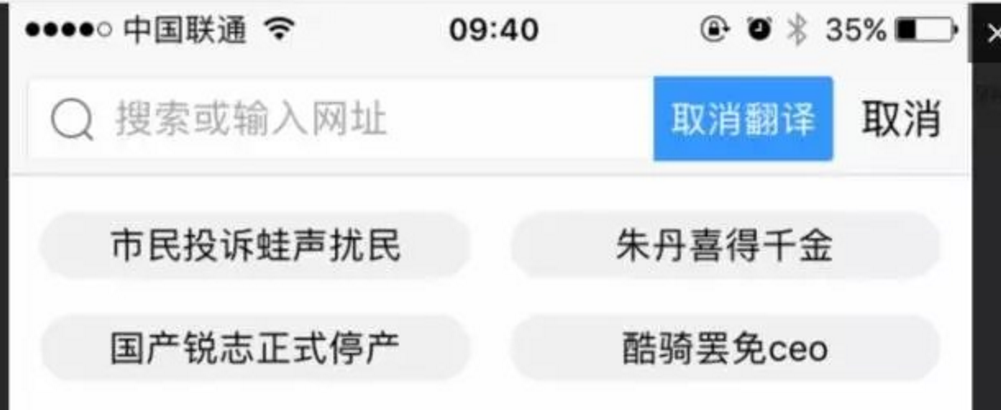 中国联通 09:40 35%
搜索或输入网址 取消翻译 取消
市民投诉蛙声扰民 朱丹喜得千金
国产锐志正式停产 酷骑罢免ceo